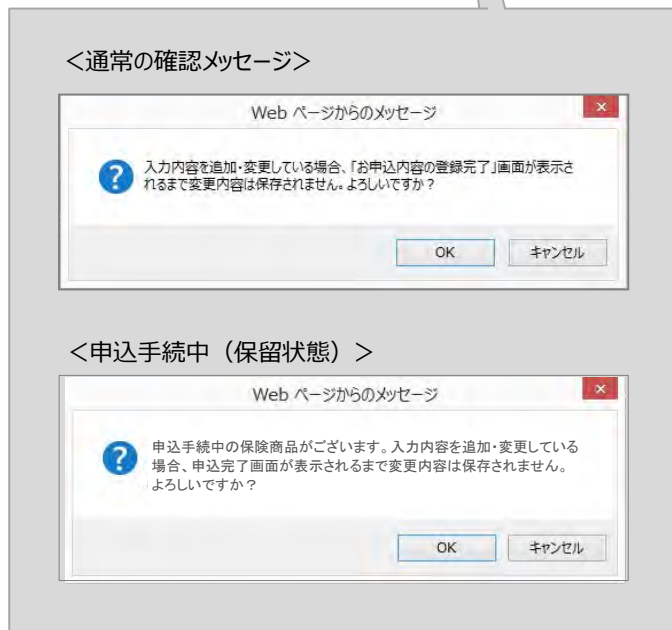 ＜通常の確認メッセージ＞
Web ページからのメッセージ
入力内容を追加・変更している場合、「お申込内容の登録完了」画面が表示さ
れるまで変更内容は保存されません。よろしいですか？
OK キャンセル
＜申込手続中（保留状態）＞
Web ページからのメッセージ
申込手続中の保険商品がございます。入力内容を追加・変更している
場合、申込完了画面が表示されるまで変更内容は保存されません。
よろしいですか？
OK キャンセル